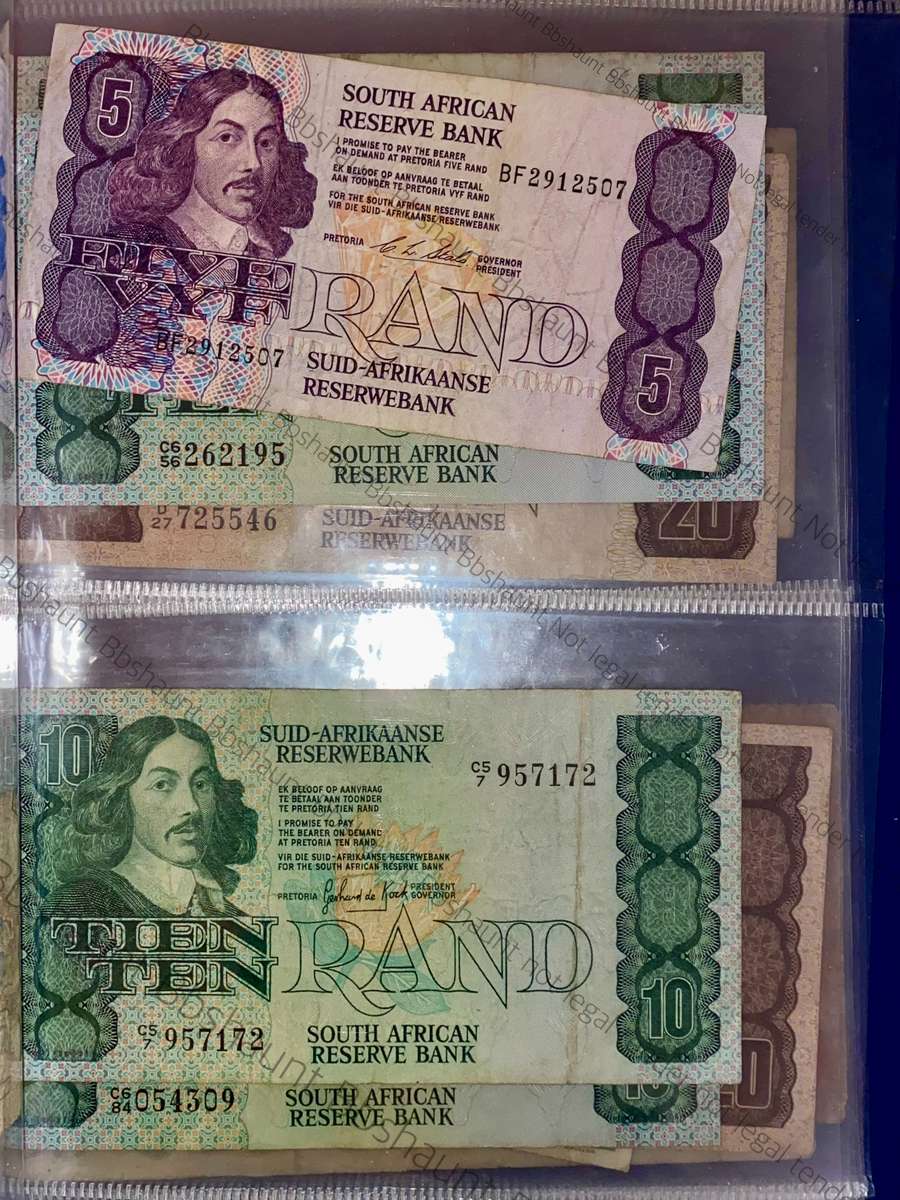 5
SOUTH AFRICAN
RESERVE BANK
I PROMISE TO PAY THE BEARER
ON DEMAND AT PRETORIA FIVE RAND
EK BELOOF OP AANVRAAG TE BETAAL
AAN TOONDER TE PRETORIA VYF RAND
FOR THE SOUTH AFRICAN RESERVE BANK
VIR DIE SUID-AFRIKAANSE RESERWEBANK
BF2912507
PRETORIA
C L Stals
GOVERNOR
PRESIDENT
FIVE
VYF
RAND
BF2912507
SUID-AFRIKAANSE
RESERWEBANK
5
C6
56 262195
SOUTH AFRICAN
RESERVE BANK
D
27 725546
SUID-AFRIKAANSE
RESERWEBANK
20
10
SUID-AFRIKAANSE
RESERWEBANK
C5
7 957172
EK BELOOF OP AANVRAAG
TE BETAAL AAN TOONDER
TE PRETORIA TIEN RAND
I PROMISE TO PAY
THE BEARER ON DEMAND
AT PRETORIA TEN RAND
VIR DIE SUID-AFRIKAANSE RESERWEBANK
FOR THE SOUTH AFRICAN RESERVE BANK
PRETORIA
Gerhard de Kock
PRESIDENT
GOVERNOR
TIEN
TEN
RAND
C5
7 957172
SOUTH AFRICAN
RESERVE BANK
10
C6
84 054309
SOUTH AFRICAN
RESERVE BANK
10
20
Bbshaunt Not legal tender